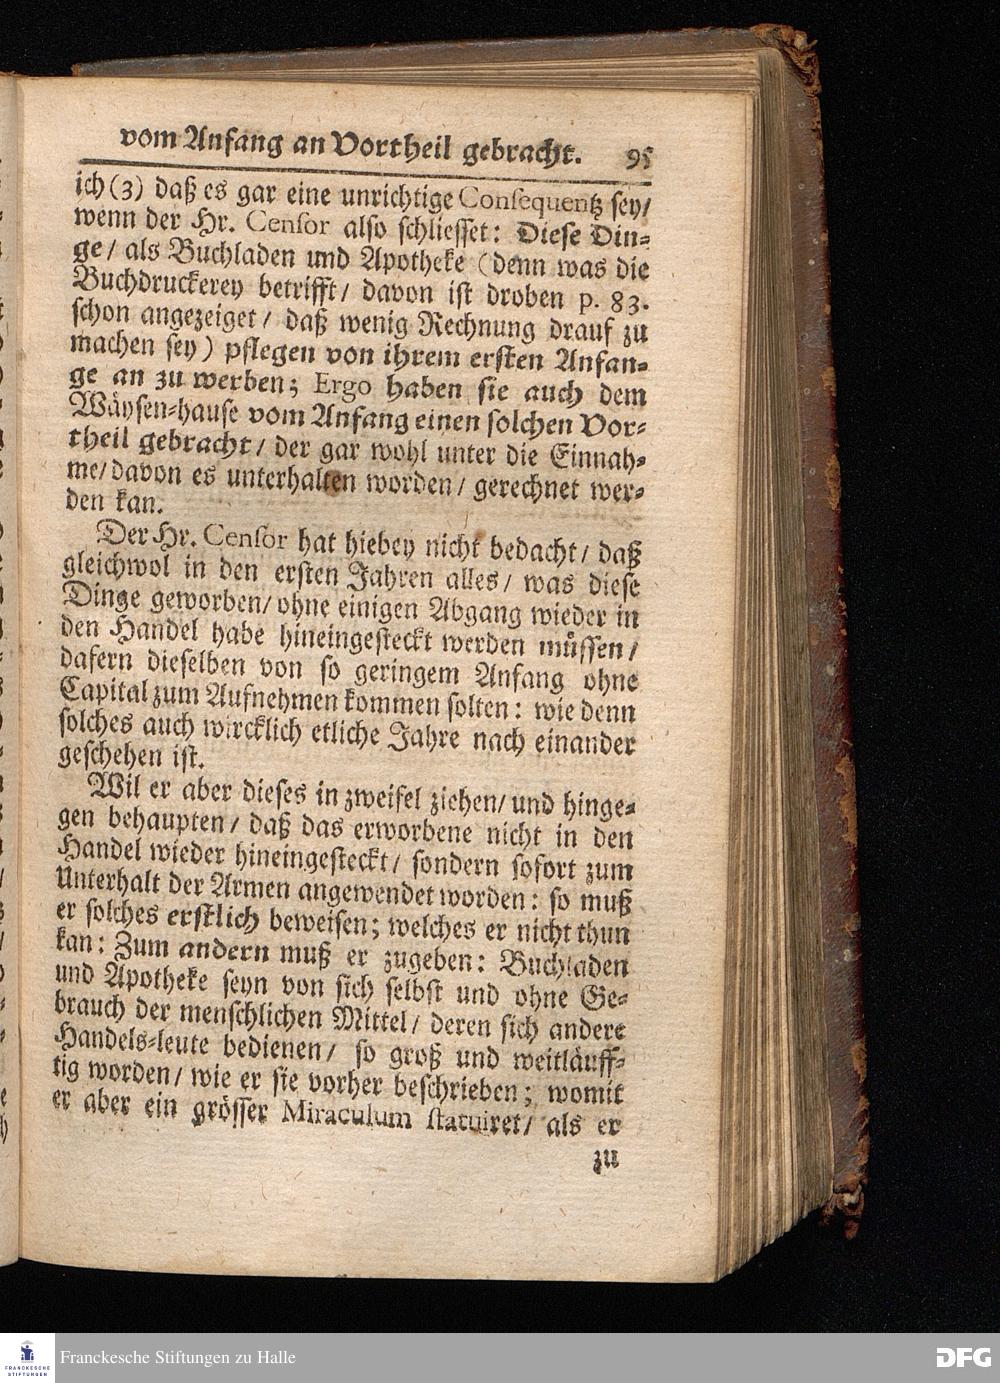 vom Anfang an Vortheil gebracht. 95
ich (3) daß es gar eine unrichtige Consequentz sey/
wenn der Hr. Censor also schliesset: Diese Din-
ge/ als Buchladen und Apotheke (denn was die
Buchdruckerey betrifft/ davon ist droben p. 83.
schon angezeiget/ daß wenig Rechnung drauf zu
machen sey) pflegen von ihrem ersten Anfan-
ge an zu werben; Ergo haben sie auch dem
Wäysen-hause vom Anfang einen solchen Vor-
theil gebracht/ der gar wohl unter die Einnah-
me/ davon es unterhalten worden/ gerechnet wer-
den kan.
Der Hr. Censor hat hiebey nicht bedacht/ daß
gleichwol in den ersten Jahren alles/ was diese
Dinge geworben/ ohne einigen Abgang wieder in
den Handel habe hineingesteckt werden müssen/
dafern dieselben von so geringem Anfang ohne
Capital zum Aufnehmen kommen solten: wie denn
solches auch wircklich etliche Jahre nach einander
geschehen ist.
Wil er aber dieses in zweifel ziehen/ und hinge-
gen behaupten/ daß das erworbene nicht in den
Handel wieder hineingesteckt/ sondern sofort zum
Unterhalt der Armen angewendet worden: so muß
er solches erstlich beweisen; welches er nicht thun
kan: Zum andern muß er zugeben: Buchladen
und Apotheke seyn von sich selbst und ohne Ge-
brauch der menschlichen Mittel/ deren sich andere
Handels-leute bedienen/ so groß und weitläuff-
tig worden/ wie er sie vorher beschrieben; womit
er aber ein grösser Miraculum statuiret/ als er
zu
FRANCKESCHE STIFTUNGEN
Franckesche Stiftungen zu Halle
DFG